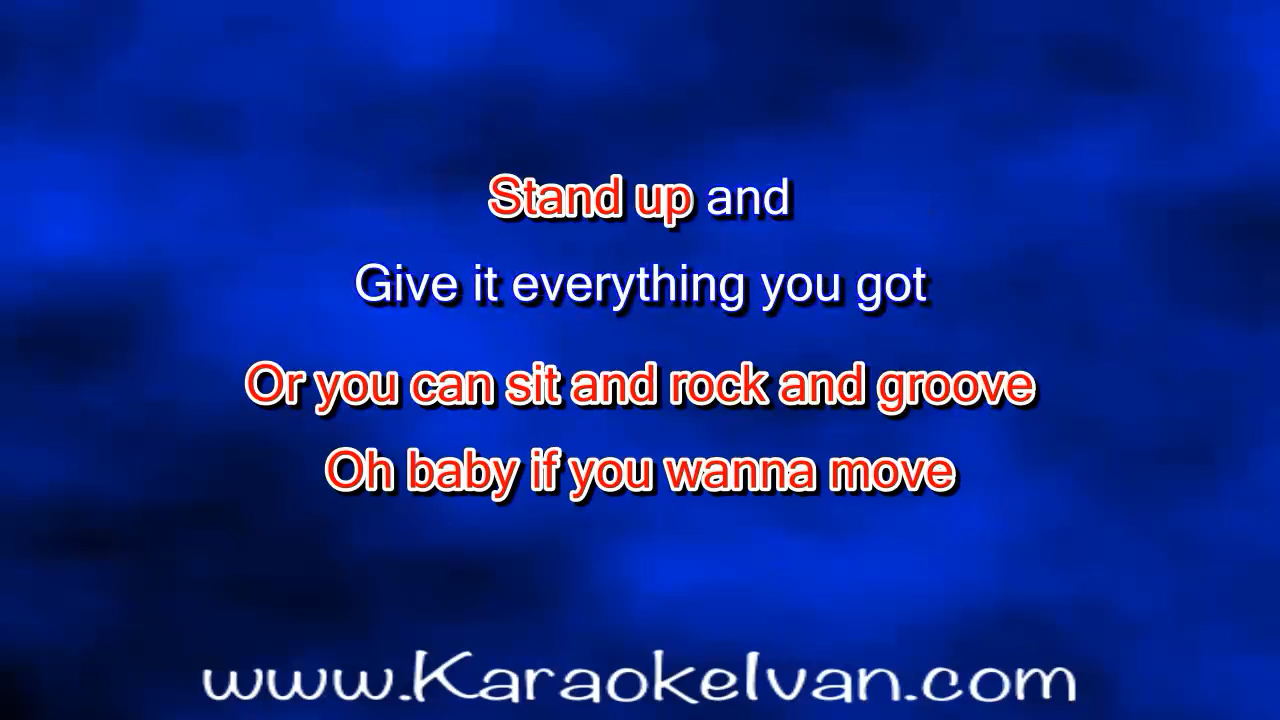 Stand up and
Give it everything you got
Or you can sit and rock and groove
Oh baby if you wanna move
www.KaraokeIvan.com